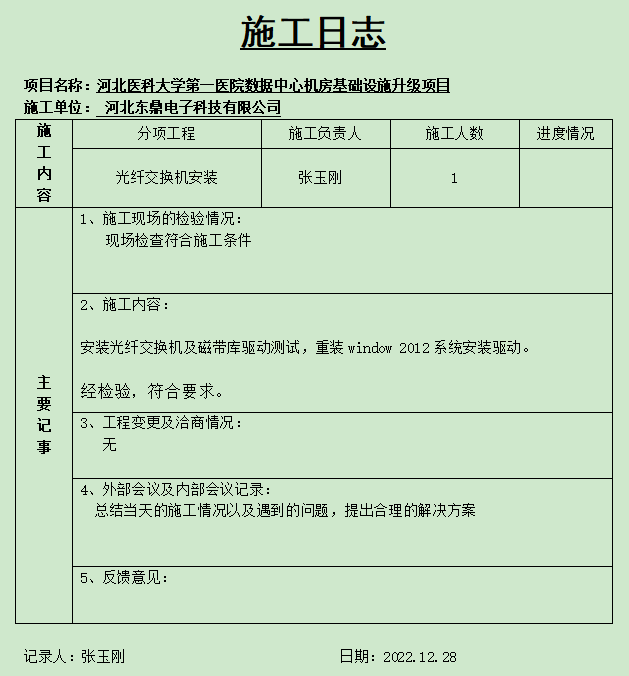 施工日志
项目名称：河北医科大学第一医院数据中心机房基础设施升级项目
施工单位： 河北东鼎电子科技有限公司
施工内容
分项工程 施工负责人 施工人数 进度情况
光纤交换机安装 张玉刚 1
主要记事
1、施工现场的检验情况：
现场检查符合施工条件
2、施工内容：
安装光纤交换机及磁带库驱动测试，重装window 2012系统安装驱动。
经检验，符合要求。
3、工程变更及洽商情况：
无
4、外部会议及内部会议记录：
总结当天的施工情况以及遇到的问题，提出合理的解决方案
5、反馈意见：
记录人：张玉刚 日期：2022.12.28